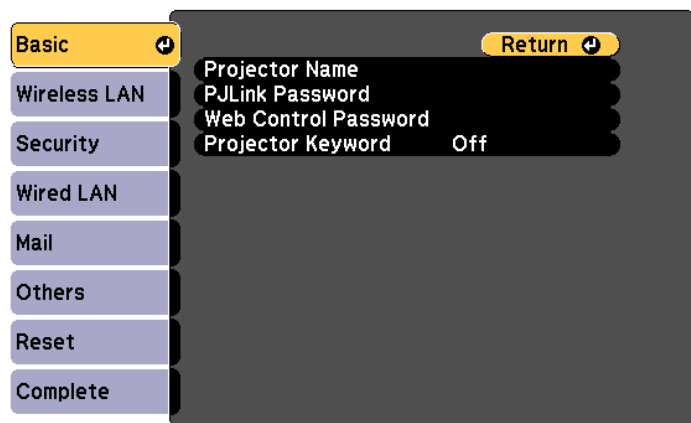 Basic
Wireless LAN
Security
Wired LAN
Mail
Others
Reset
Complete
Return
Projector Name
PJLink Password
Web Control Password
Projector Keyword Off